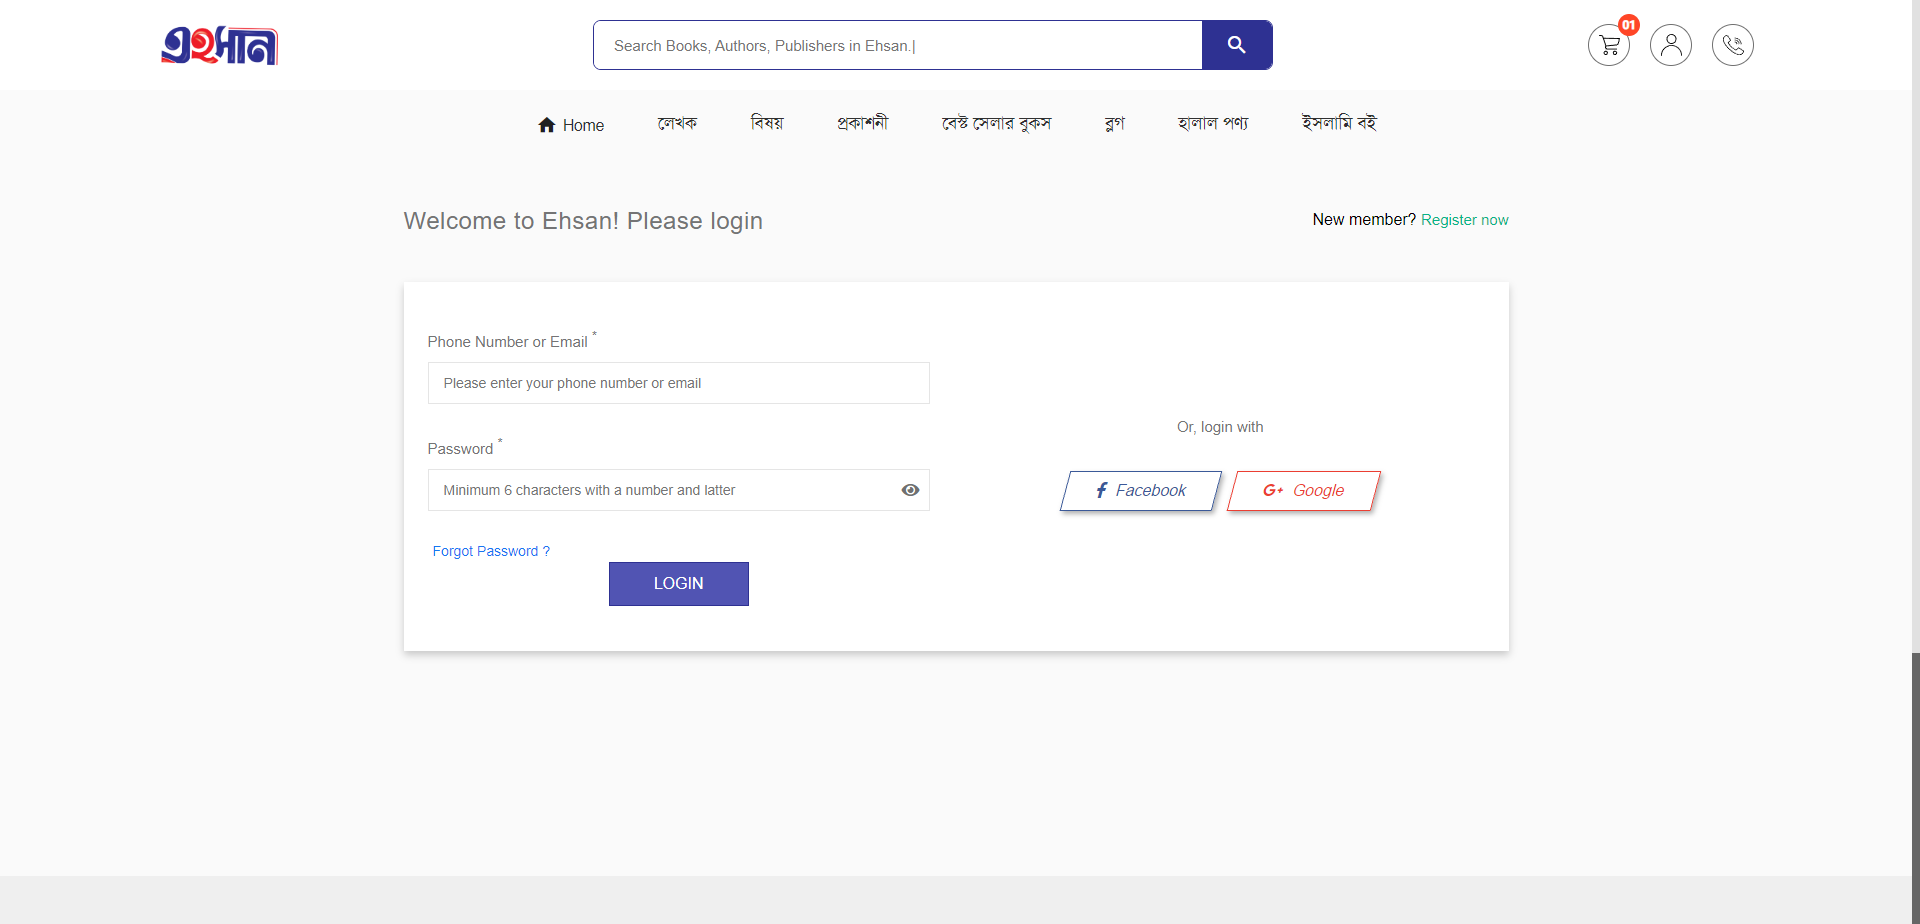 এহসান
Search Books, Authors, Publishers in Ehsan.|
01
Home লেখক বিষয় প্রকাশনী বেস্ট সেলার বুকস ব্লগ হালাল পণ্য ইসলামি বই
Welcome to Ehsan! Please login
New member? Register now
Phone Number or Email *
Please enter your phone number or email
Password *
Minimum 6 characters with a number and latter
Forgot Password ?
LOGIN
Or, login with
Facebook
G+ Google